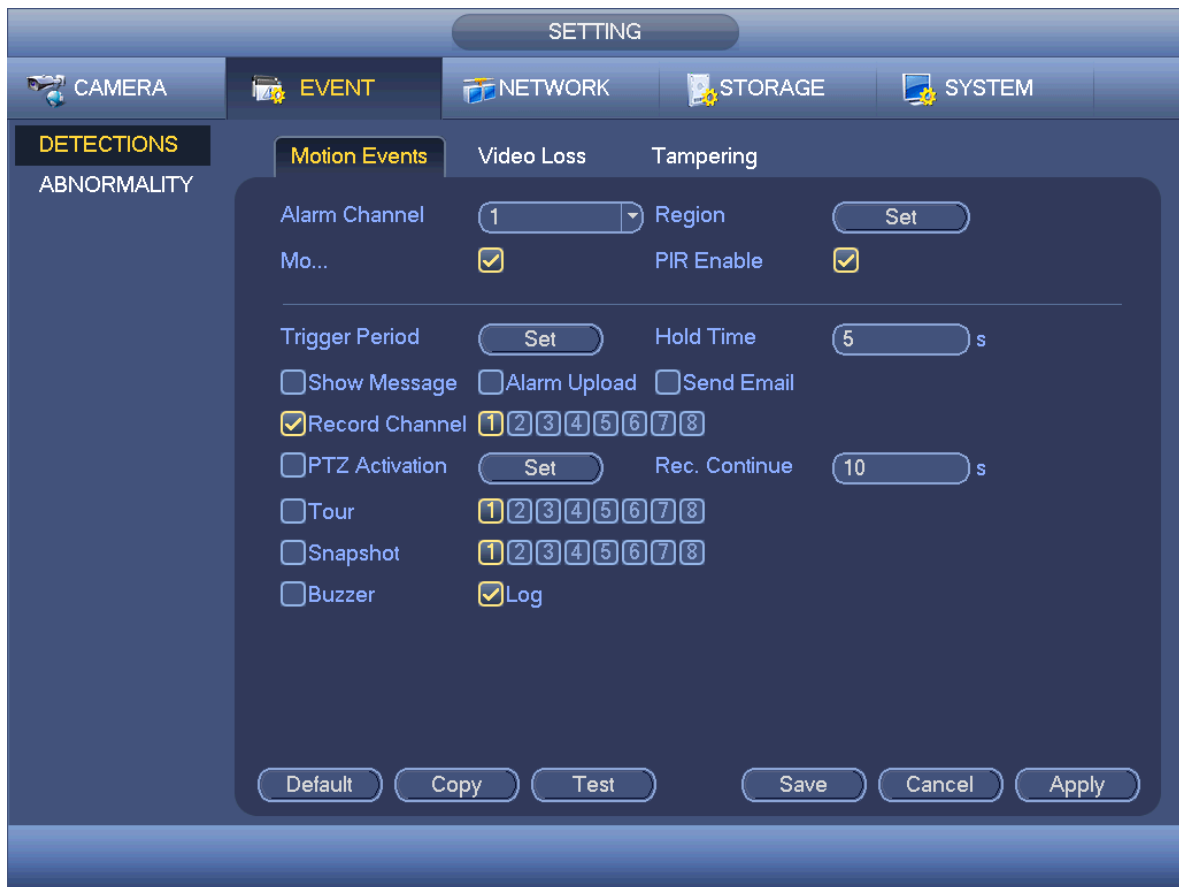 SETTING
CAMERA EVENT NETWORK STORAGE SYSTEM
DETECTIONS
ABNORMALITY
Motion Events Video Loss Tampering
Alarm Channel 1 Region Set
Mo... PIR Enable
Trigger Period Set Hold Time 5 s
Show Message Alarm Upload Send Email
Record Channel 1 2 3 4 5 6 7 8
PTZ Activation Set Rec. Continue 10 s
Tour 1 2 3 4 5 6 7 8
Snapshot 1 2 3 4 5 6 7 8
Buzzer Log
Default Copy Test Save Cancel Apply